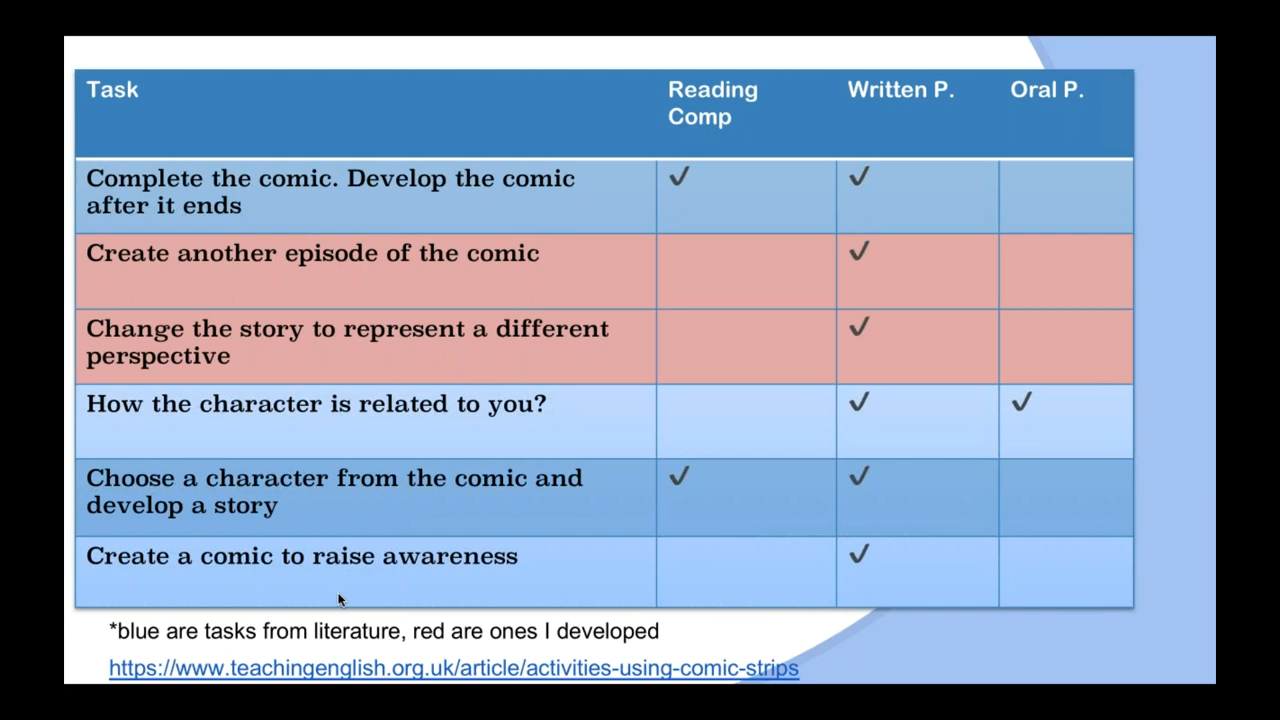 Task Reading Comp Written P. Oral P.
Complete the comic. Develop the comic
after it ends ✓ ✓
Create another episode of the comic ✓
Change the story to represent a different
perspective ✓
How the character is related to you? ✓ ✓
Choose a character from the comic and
develop a story ✓ ✓
Create a comic to raise awareness ✓
*blue are tasks from literature, red are ones I developed
https://www.teachingenglish.org.uk/article/activities-using-comic-strips